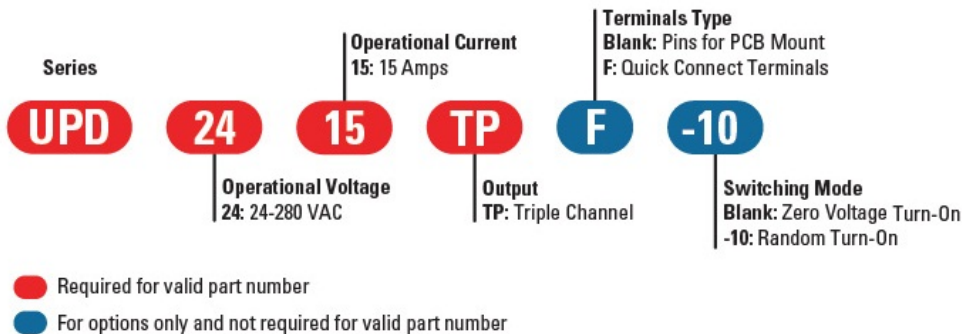 Series
Operational Current
15: 15 Amps
Terminals Type
Blank: Pins for PCB Mount
F: Quick Connect Terminals
UPD 24 15 TP F -10
Operational Voltage
24: 24-280 VAC
Output
TP: Triple Channel
Switching Mode
Blank: Zero Voltage Turn-On
-10: Random Turn-On
Required for valid part number
For options only and not required for valid part number